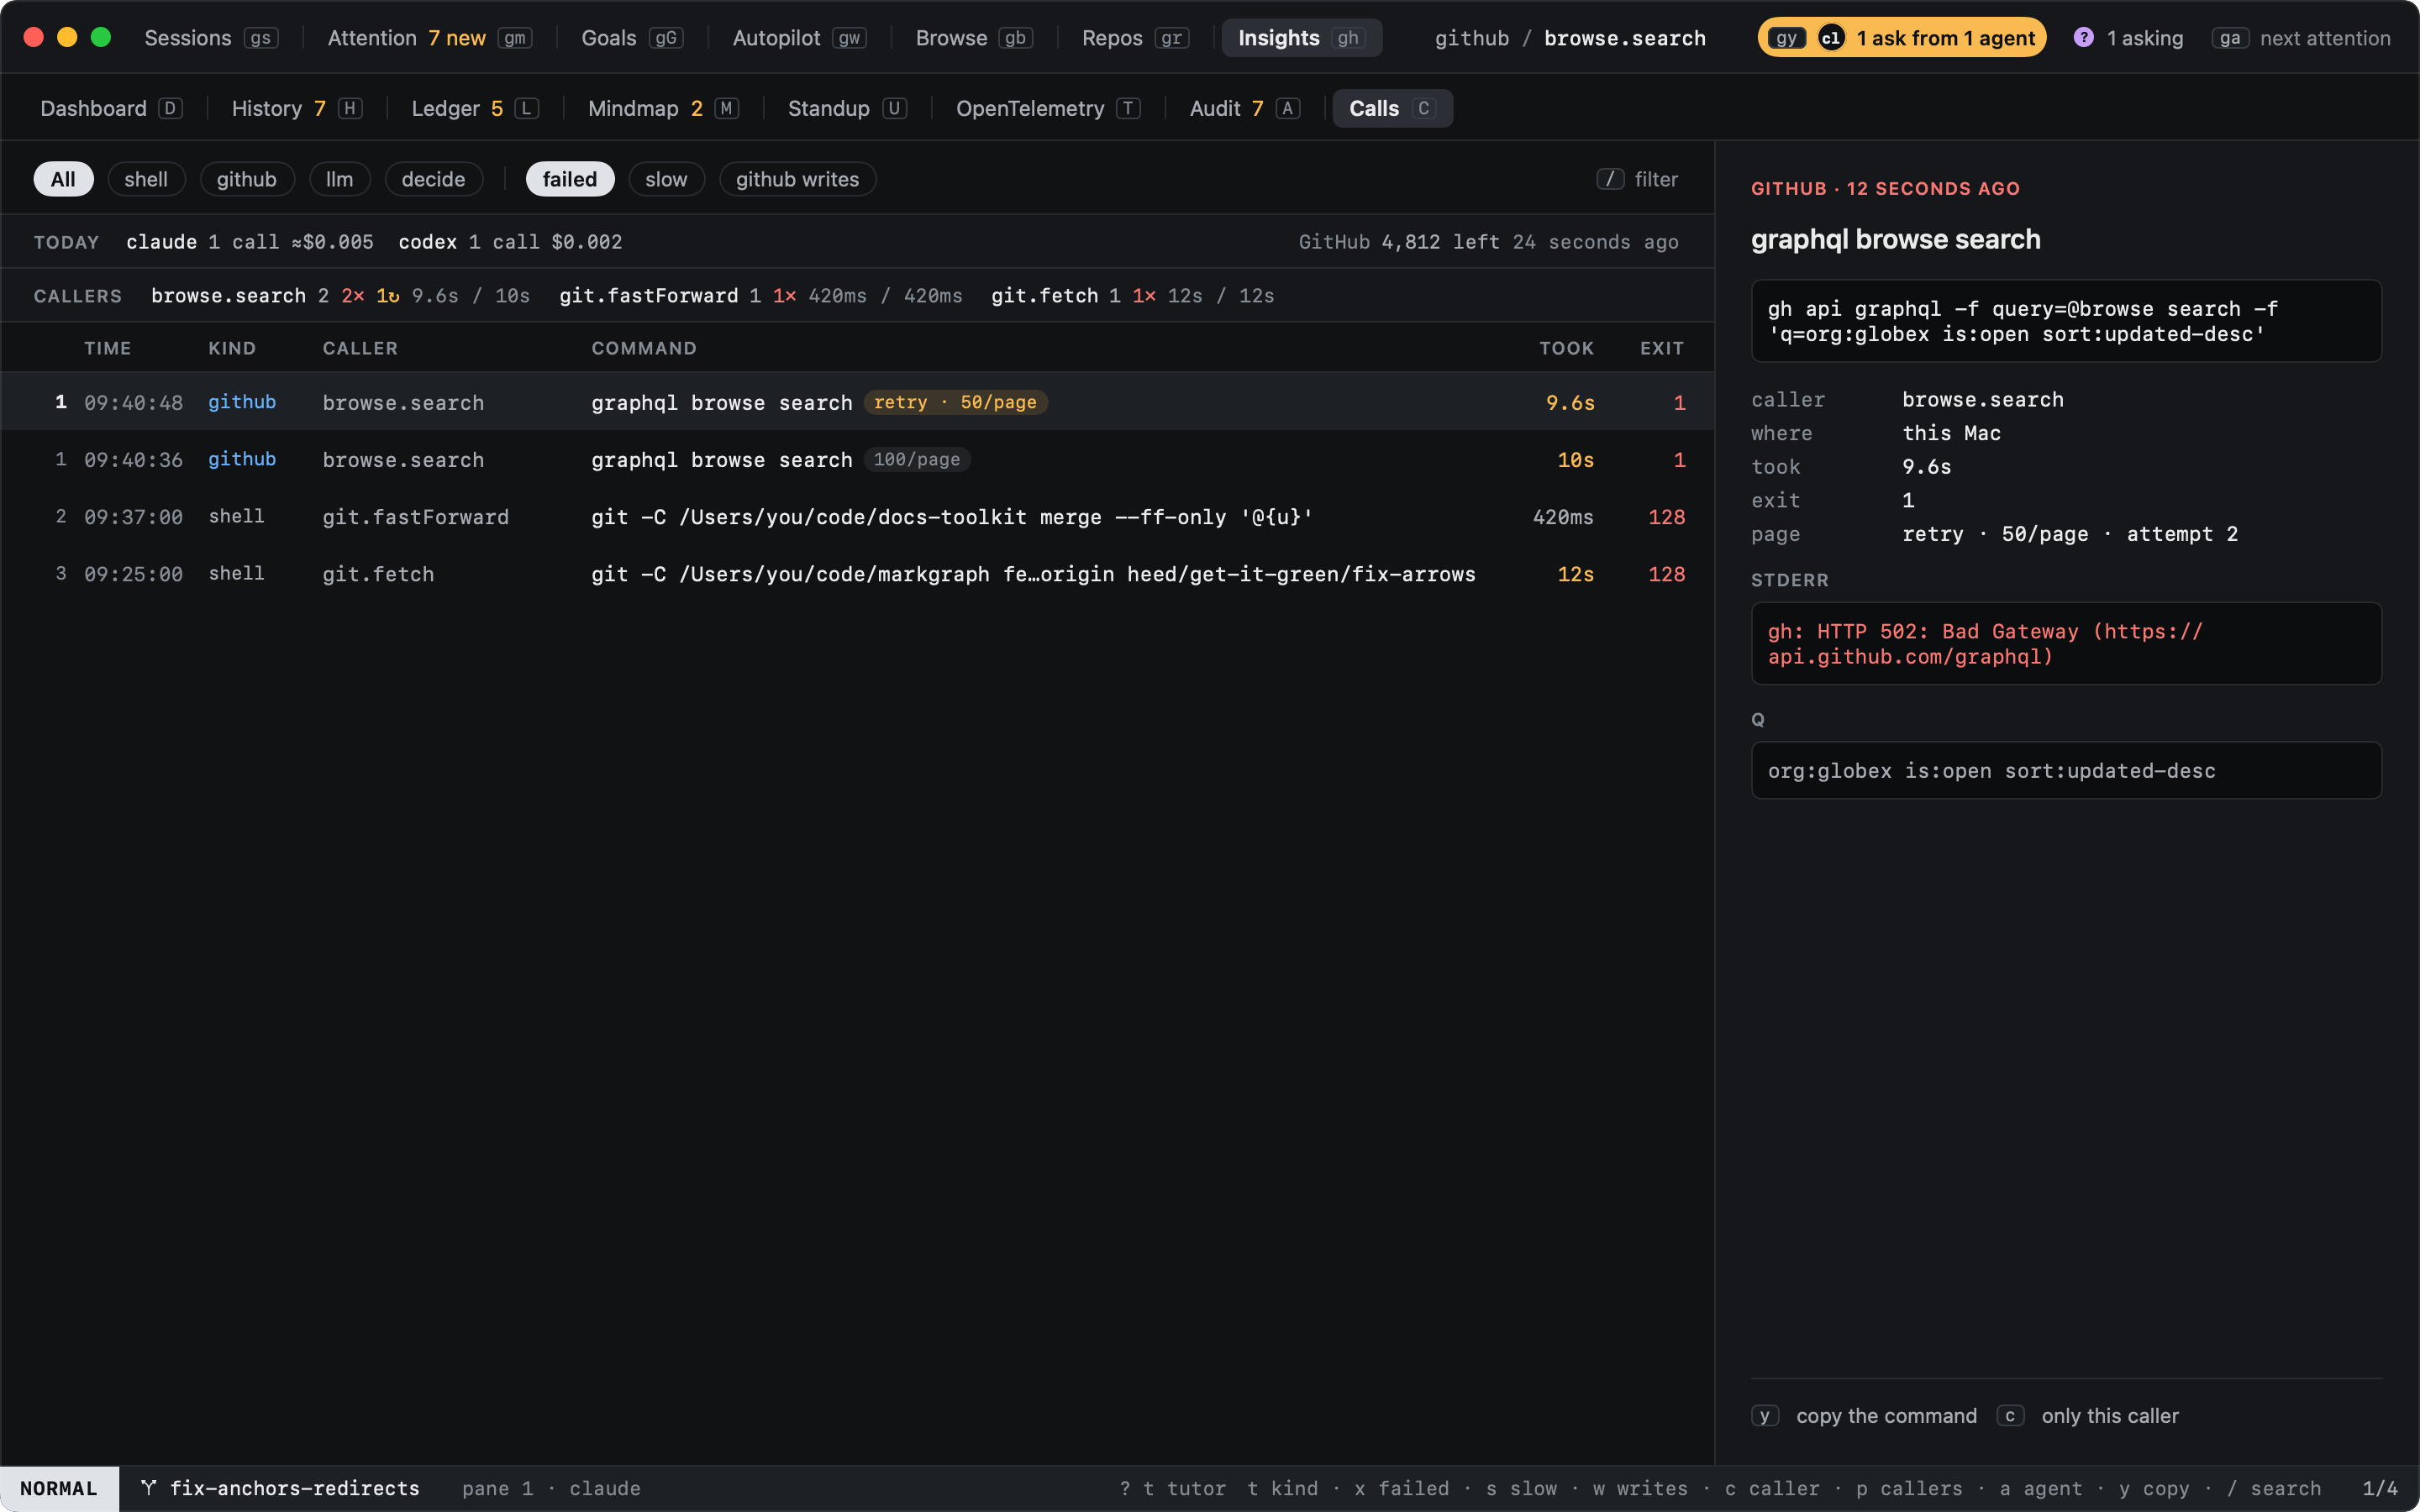 Sessions gs Attention 7 new gm Goals gG Autopilot gw Browse gb Repos gr Insights gh github / browse.search gy cl 1 ask from 1 agent ? 1 asking ga next attention
Dashboard D History 7 H Ledger 5 L Mindmap 2 M Standup U OpenTelemetry T Audit 7 A Calls C
All shell github llm decide failed slow github writes / filter
TODAY claude 1 call ≈$0.005 codex 1 call $0.002 GitHub 4,812 left 24 seconds ago
CALLERS browse.search 2 2× 1↻ 9.6s / 10s git.fastForward 1 1× 420ms / 420ms git.fetch 1 1× 12s / 12s
TIME KIND CALLER COMMAND TOOK EXIT
1 09:40:48 github browse.search graphql browse search retry · 50/page 9.6s 1
1 09:40:36 github browse.search graphql browse search 100/page 10s 1
2 09:37:00 shell git.fastForward git -C /Users/you/code/docs-toolkit merge --ff-only '@{u}' 420ms 128
3 09:25:00 shell git.fetch git -C /Users/you/code/markgraph fe…origin heed/get-it-green/fix-arrows 12s 128
GITHUB · 12 SECONDS AGO
graphql browse search
gh api graphql -f query=@browse search -f
'q=org:globex is:open sort:updated-desc'
caller browse.search
where this Mac
took 9.6s
exit 1
page retry · 50/page · attempt 2
STDERR
gh: HTTP 502: Bad Gateway (https://
api.github.com/graphql)
Q
org:globex is:open sort:updated-desc
y copy the command c only this caller
NORMAL fix-anchors-redirects pane 1 · claude ? t tutor t kind · x failed · s slow · w writes · c caller · p callers · a agent · y copy · / search 1/4